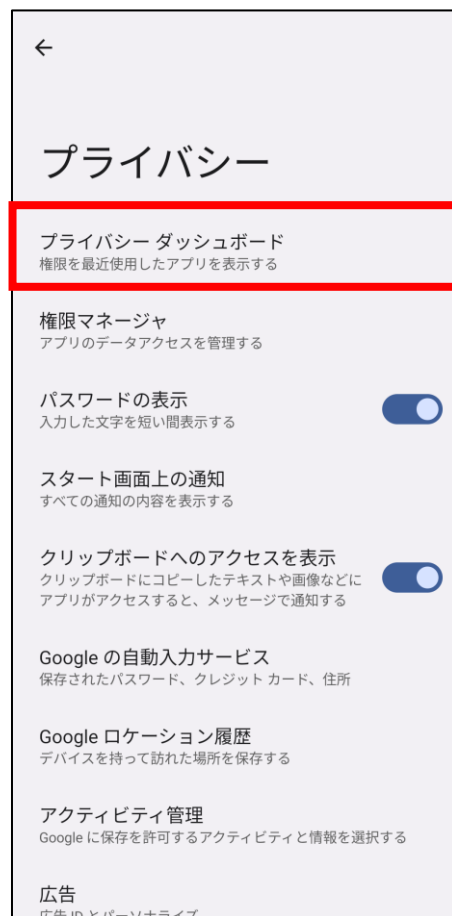 プライバシー
プライバシー ダッシュボード
権限を最近使用したアプリを表示する
権限マネージャ
アプリのデータアクセスを管理する
パスワードの表示
入力した文字を短い間表示する
スタート画面上の通知
すべての通知の内容を表示する
クリップボードへのアクセスを表示
クリップボードにコピーしたテキストや画像などに
アプリがアクセスすると、メッセージで通知する
Google の自動入力サービス
保存されたパスワード、クレジット カード、住所
Google ロケーション履歴
デバイスを持って訪れた場所を保存する
アクティビティ管理
Google に保存を許可するアクティビティと情報を選択する
広告
広告 ID とパーソナライズ